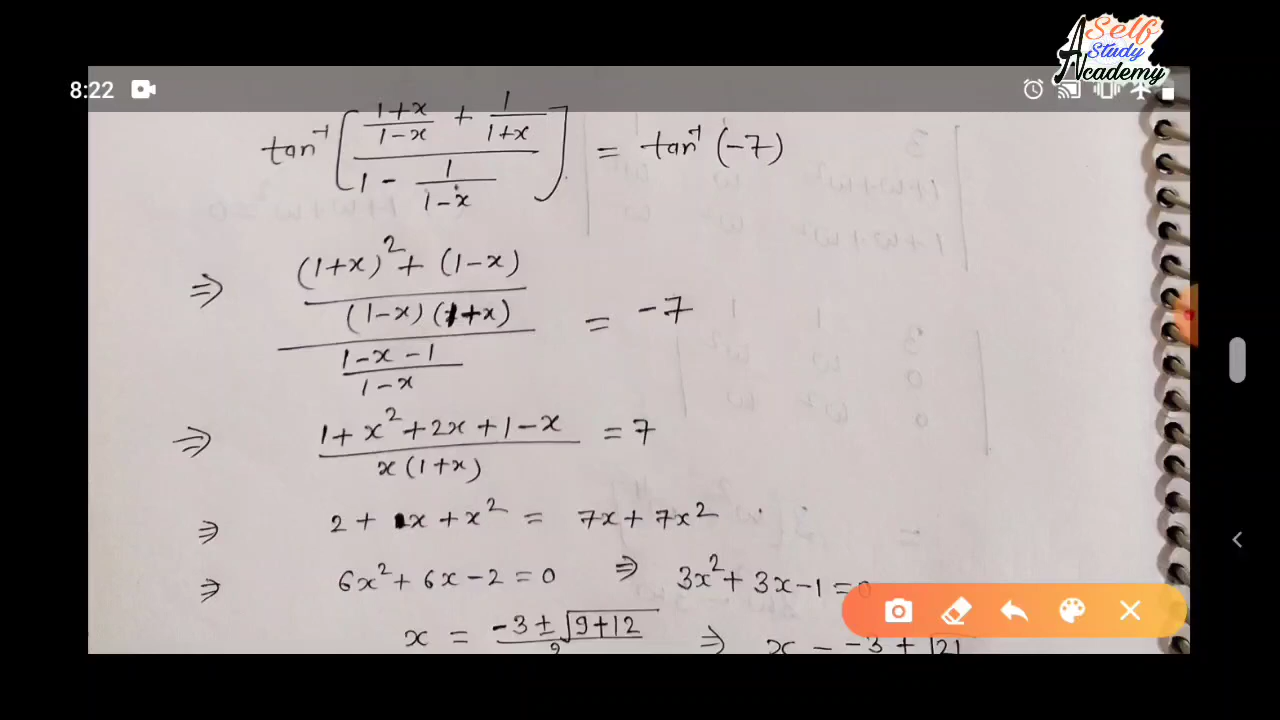 Self
Study
Academy
8:22
tan⁻¹ [ ( (1+x)/(1-x) + 1/(1+x) ) / ( 1 - 1/(1-x) ) ] = tan⁻¹ (-7)
⇒ ( ( (1+x)² + (1-x) ) / ( (1-x) (1+x) ) ) / ( (1-x-1) / (1-x) ) = -7
⇒ ( 1 + x² + 2x + 1 - x ) / ( x (1+x) ) = 7
⇒ 2 + x + x² = 7x + 7x²
⇒ 6x² + 6x - 2 = 0 ⇒ 3x² + 3x - 1 = 0
x = -3 ± √9+12 ⇒ x = -3 ± √21